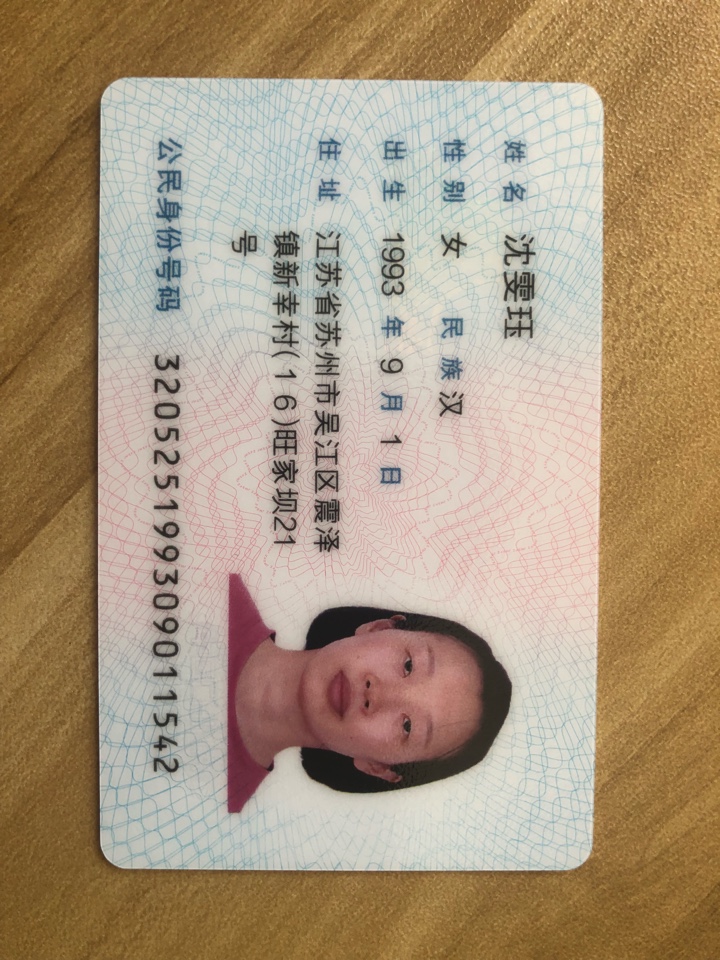 姓名 沈雯珏
性别 女 民族 汉
出生 1993 年 9 月 1 日
住址 江苏省苏州市吴江区震泽
镇新幸村(16)旺家坝21
号
公民身份号码 320525199309011542